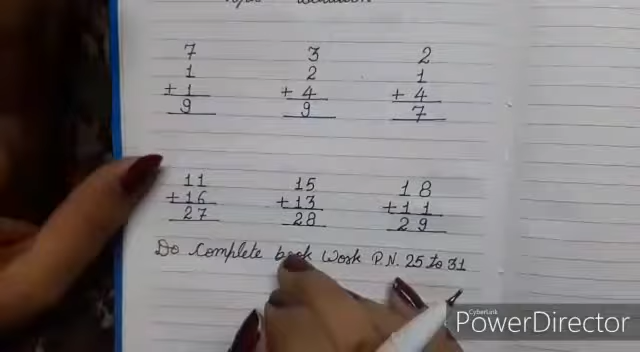 7 3 2
1 2 1
+ 1 + 4 + 4
9 9 7
11 15 18
+16 +13 +11
27 28 29
Do complete book work P.N. 25 to 31
CyberLink
PowerDirector